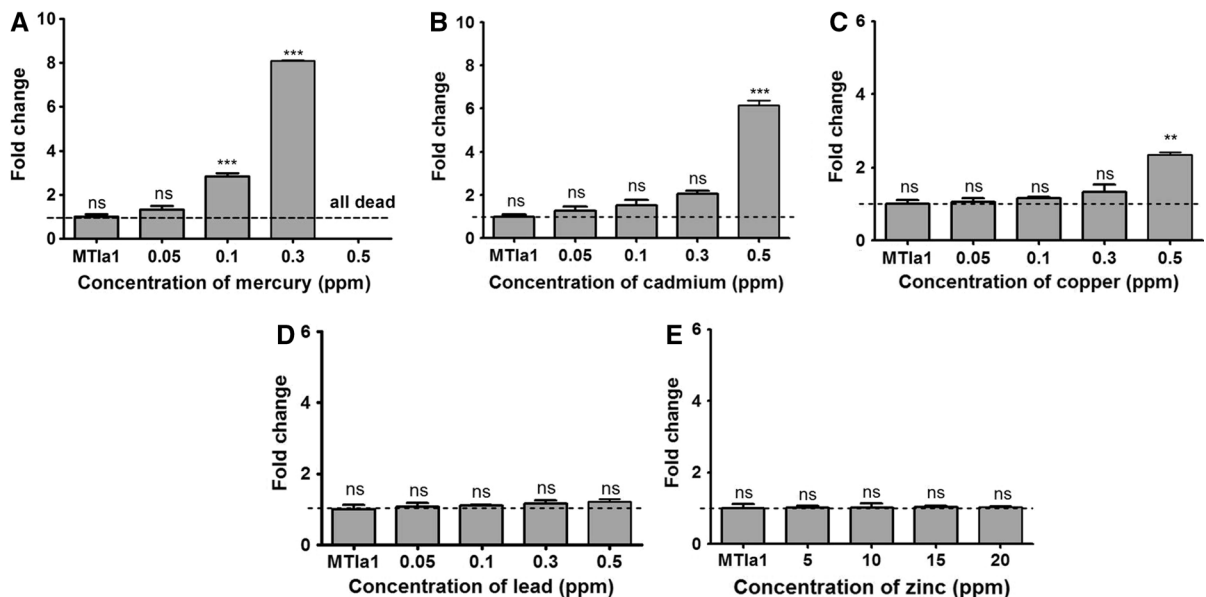 A
Fold change
10
8
6
4
2
0
ns
ns
***
***
all dead
MTIa1 0.05 0.1 0.3 0.5
Concentration of mercury (ppm)
B
Fold change
10
8
6
4
2
0
ns
ns
ns
ns
***
MTIa1 0.05 0.1 0.3 0.5
Concentration of cadmium (ppm)
C
Fold change
6
4
2
0
ns
ns
ns
ns
**
MTIa1 0.05 0.1 0.3 0.5
Concentration of copper (ppm)
D
Fold change
6
4
2
0
ns
ns
ns
ns
ns
MTIa1 0.05 0.1 0.3 0.5
Concentration of lead (ppm)
E
Fold change
6
4
2
0
ns
ns
ns
ns
ns
MTIa1 5 10 15 20
Concentration of zinc (ppm)